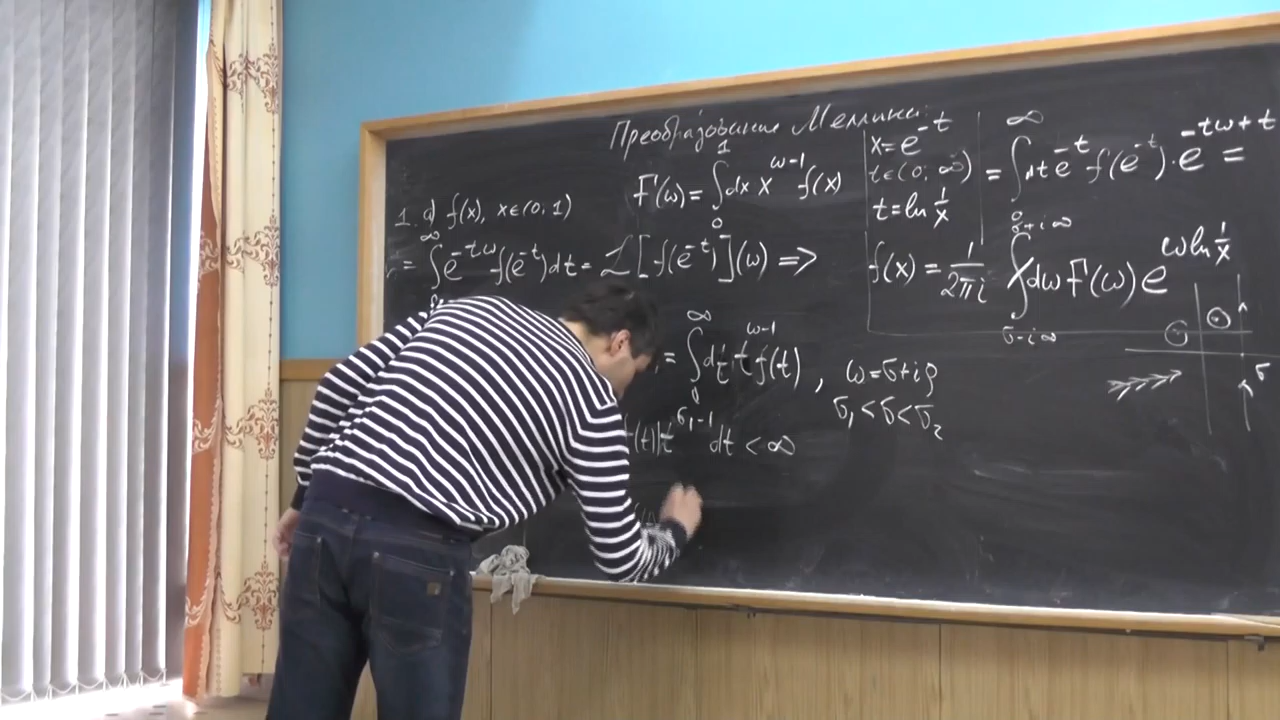 Преобразование Меллина:
1. а) f(x), x∈(0,1)
F(ω) = ∫₀¹ dx x^{ω-1} f(x)
x = e^{-t}
t∈(0,∞)
t = ln 1/x
= ∫₀^∞ dt e^{-t} f(e^{-t}) · e^{-tω+t} =
= ∫^∞ e^{-tω} f(e^{-t}) dt = ℒ[f(e^{-t})](ω) ⇒
f(x) = 1/2πi ∫_{σ-i∞}^{σ+i∞} dω F(ω) e^{ω ln 1/x}
= ∫₀^∞ dt t^{ω-1} f(t), ω = σ+iρ
σ₁<σ<σ₂
(t)|t^{σ₁-1} dt < ∞
σ